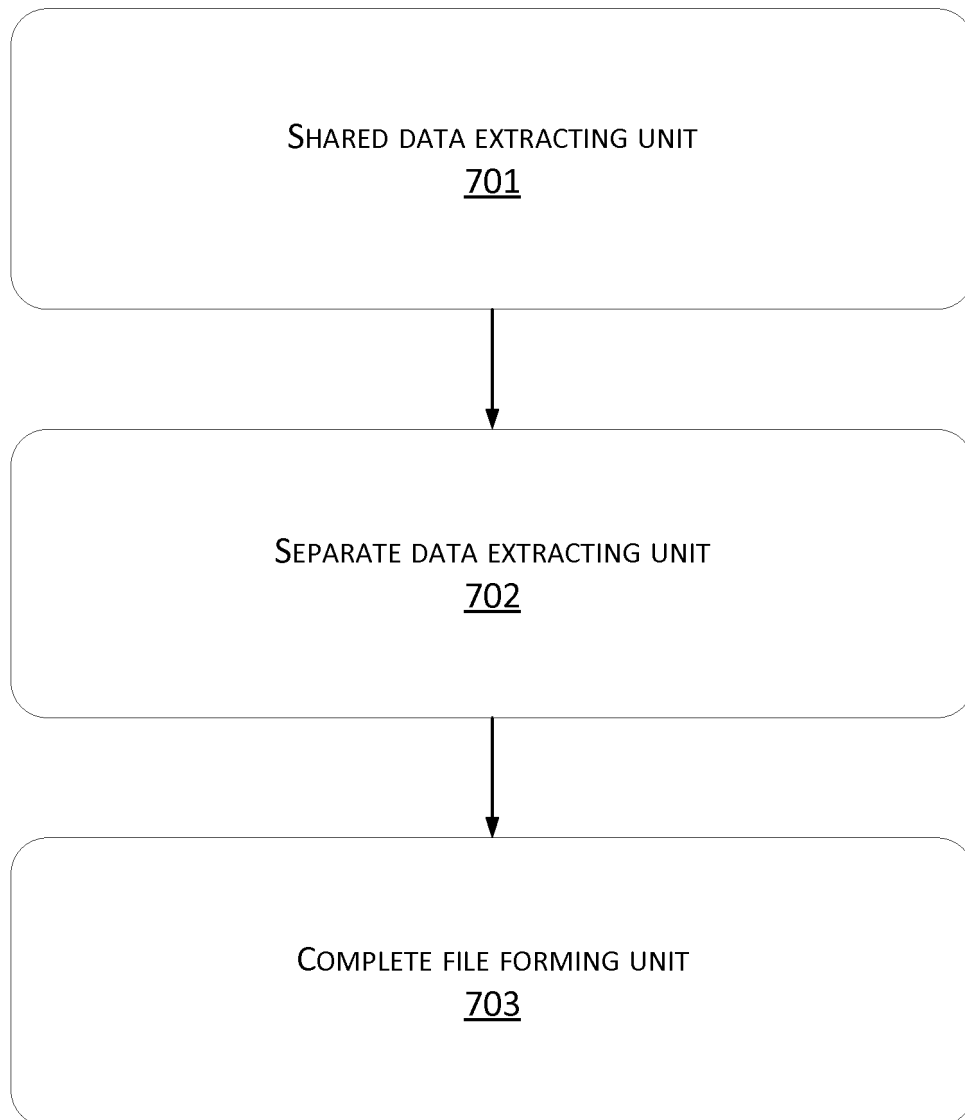 SHARED DATA EXTRACTING UNIT
701
SEPARATE DATA EXTRACTING UNIT
702
COMPLETE FILE FORMING UNIT
703